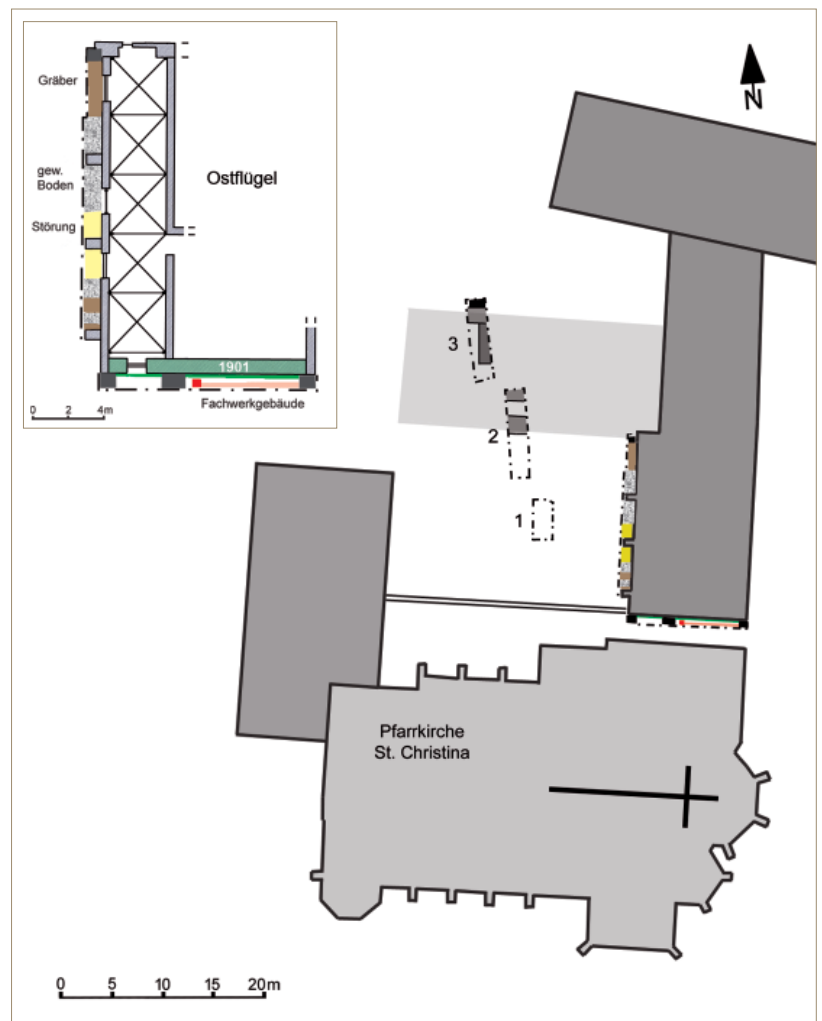 Gräber
gew.
Boden
Ostflügel
Störung
1901
Fachwerkgebäude
0 2 4m
N
3
2
1
Pfarrkirche
St. Christina
0 5 10 15 20m